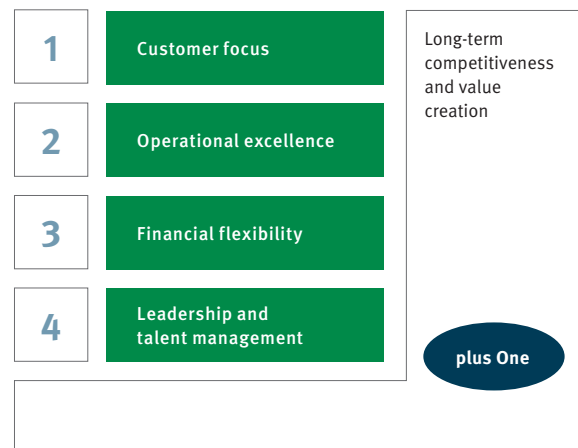 1
Customer focus
2
Operational excellence
3
Financial flexibility
4
Leadership and
talent management
Long-term
competitiveness
and value
creation
plus One